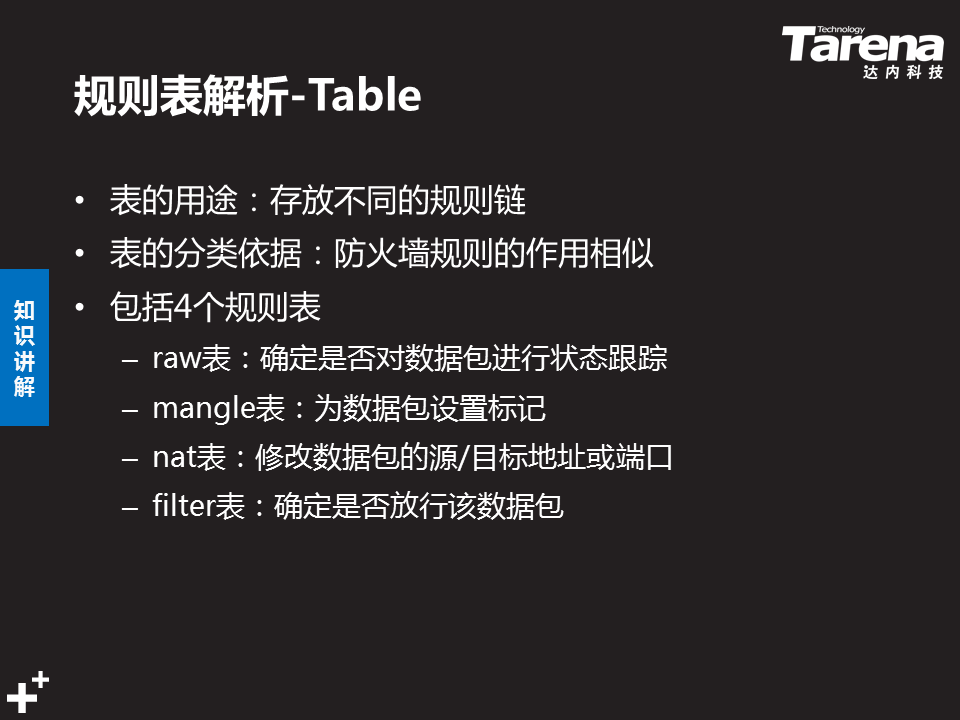 Technology
Tarena
达内科技
规则表解析-Table
• 表的用途：存放不同的规则链
• 表的分类依据：防火墙规则的作用相似
• 包括4个规则表
– raw表：确定是否对数据包进行状态跟踪
– mangle表：为数据包设置标记
– nat表：修改数据包的源/目标地址或端口
– filter表：确定是否放行该数据包
知
识
讲
解